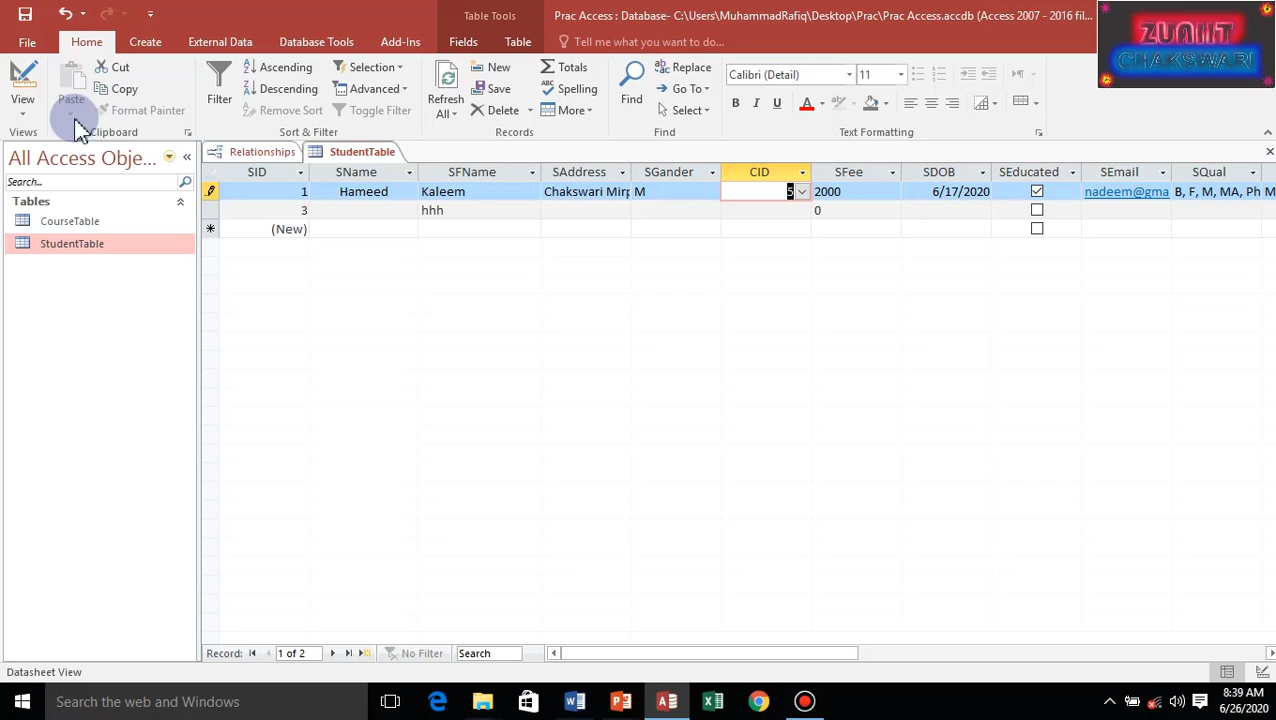 Table Tools
Prac Access : Database- C:\Users\MuhammadRafiq\Desktop\Prac\Prac Access.accdb (Access 2007 - 2016 fil...
ZUAIIT
CHAKSWARI
File
Home
Create
External Data
Database Tools
Add-Ins
Fields
Table
Tell me what you want to do...
View
Paste
Cut
Copy
Format Painter
Filter
Ascending
Descending
Remove Sort
Selection
Advanced
Toggle Filter
Refresh
All
New
Save
Delete
Totals
Spelling
More
Find
Replace
Go To
Select
Calibri (Detail)
11
B I U
A
Views
Clipboard
Sort & Filter
Records
Find
Text Formatting
All Access Obje...
Search...
Tables
CourseTable
StudentTable
Relationships
StudentTable
SID SName SFName SAddress SGander CID SFee SDOB SEducated SEmail SQual
1 Hameed Kaleem Chakswari Mirp M 5 2000 6/17/2020 nadeem@gma B, F, M, MA, Ph M
3 hhh 0
(New)
Record: 1 of 2 No Filter Search
Datasheet View
Search the web and Windows
8:39 AM
6/26/2020